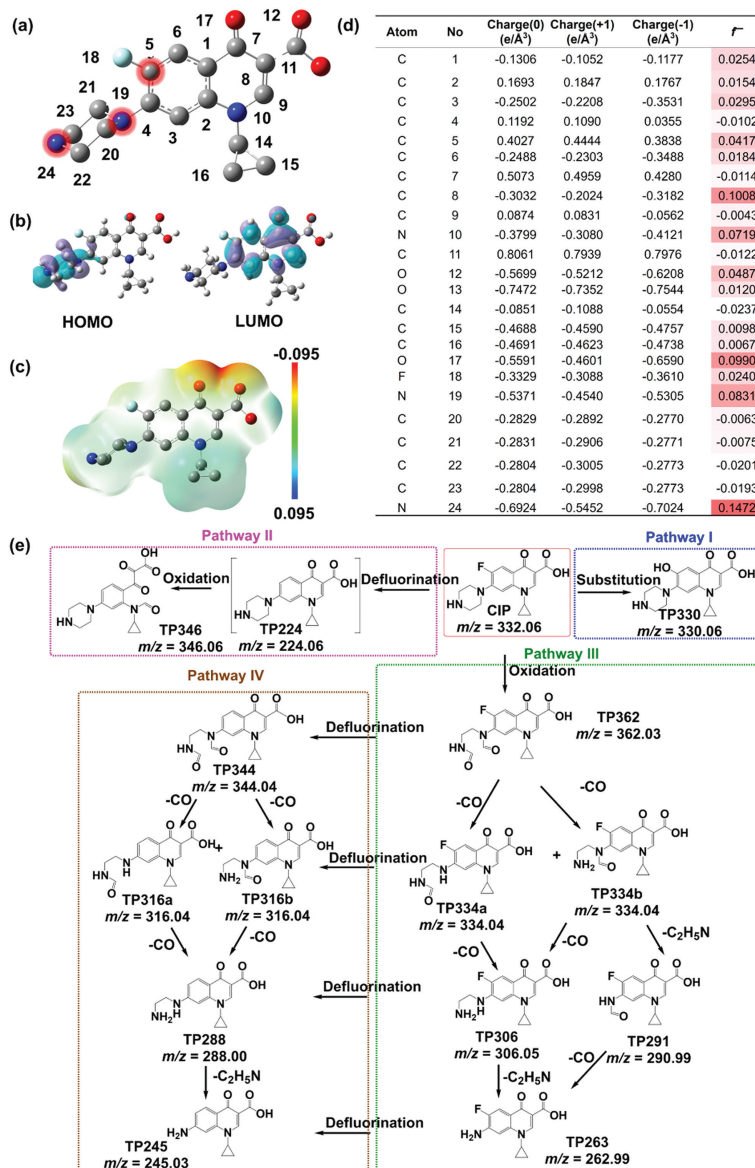 (a)
17
O
12
6
5
18
1
7
11
8
21
19
23
4
3
2
10
9
20
14
24
22
16
15
(b)
HOMO
LUMO
(c)
-0.095
0.095
(d)
Atom No Charge(0) (e/Å³) Charge(+1) (e/Å³) Charge(-1) (e/Å³) f⁻
C 1 -0.1306 -0.1052 -0.1177 0.0254
C 2 0.1693 0.1847 0.1767 0.0154
C 3 -0.2502 -0.2208 -0.3531 0.0295
C 4 0.1192 0.1090 0.0355 -0.0102
C 5 0.4027 0.4444 0.3838 0.0417
C 6 -0.2488 -0.2303 -0.3488 0.0184
C 7 0.5073 0.4959 0.4280 -0.0114
C 8 -0.3032 -0.2024 -0.3182 0.1008
C 9 0.0874 0.0831 -0.0562 -0.0043
N 10 -0.3799 -0.3080 -0.4121 0.0719
C 11 0.8061 0.7939 0.7976 -0.0122
O 12 -0.5699 -0.5212 -0.6208 0.0487
O 13 -0.7472 -0.7352 -0.7544 0.0120
C 14 -0.0851 -0.1088 -0.0554 -0.0237
C 15 -0.4688 -0.4590 -0.4757 0.0098
C 16 -0.4691 -0.4623 -0.4738 0.0067
O 17 -0.5591 -0.4601 -0.6590 0.0990
F 18 -0.3329 -0.3088 -0.3610 0.0240
N 19 -0.5371 -0.4540 -0.5305 0.0831
C 20 -0.2829 -0.2892 -0.2770 -0.0063
C 21 -0.2831 -0.2906 -0.2771 -0.0075
C 22 -0.2804 -0.3005 -0.2773 -0.0201
C 23 -0.2804 -0.2998 -0.2773 -0.0193
N 24 -0.6924 -0.5452 -0.7024 0.1472
(e)
Pathway II
Oxidation
Defluorination
TP346
m/z = 346.06
TP224
m/z = 224.06
CIP
m/z = 332.06
Pathway I
Substitution
TP330
m/z = 330.06
Pathway III
Oxidation
TP362
m/z = 362.03
-CO
-CO
+
TP334a
m/z = 334.04
TP334b
m/z = 334.04
-CO
-CO
-C₂H₅N
TP306
m/z = 306.05
TP291
m/z = 290.99
-C₂H₅N
-CO
TP263
m/z = 262.99
Pathway IV
Defluorination
TP344
m/z = 344.04
-CO
-CO
+
Defluorination
TP316a
m/z = 316.04
TP316b
m/z = 316.04
-CO
-CO
Defluorination
TP288
m/z = 288.00
-C₂H₅N
Defluorination
TP245
m/z = 245.03